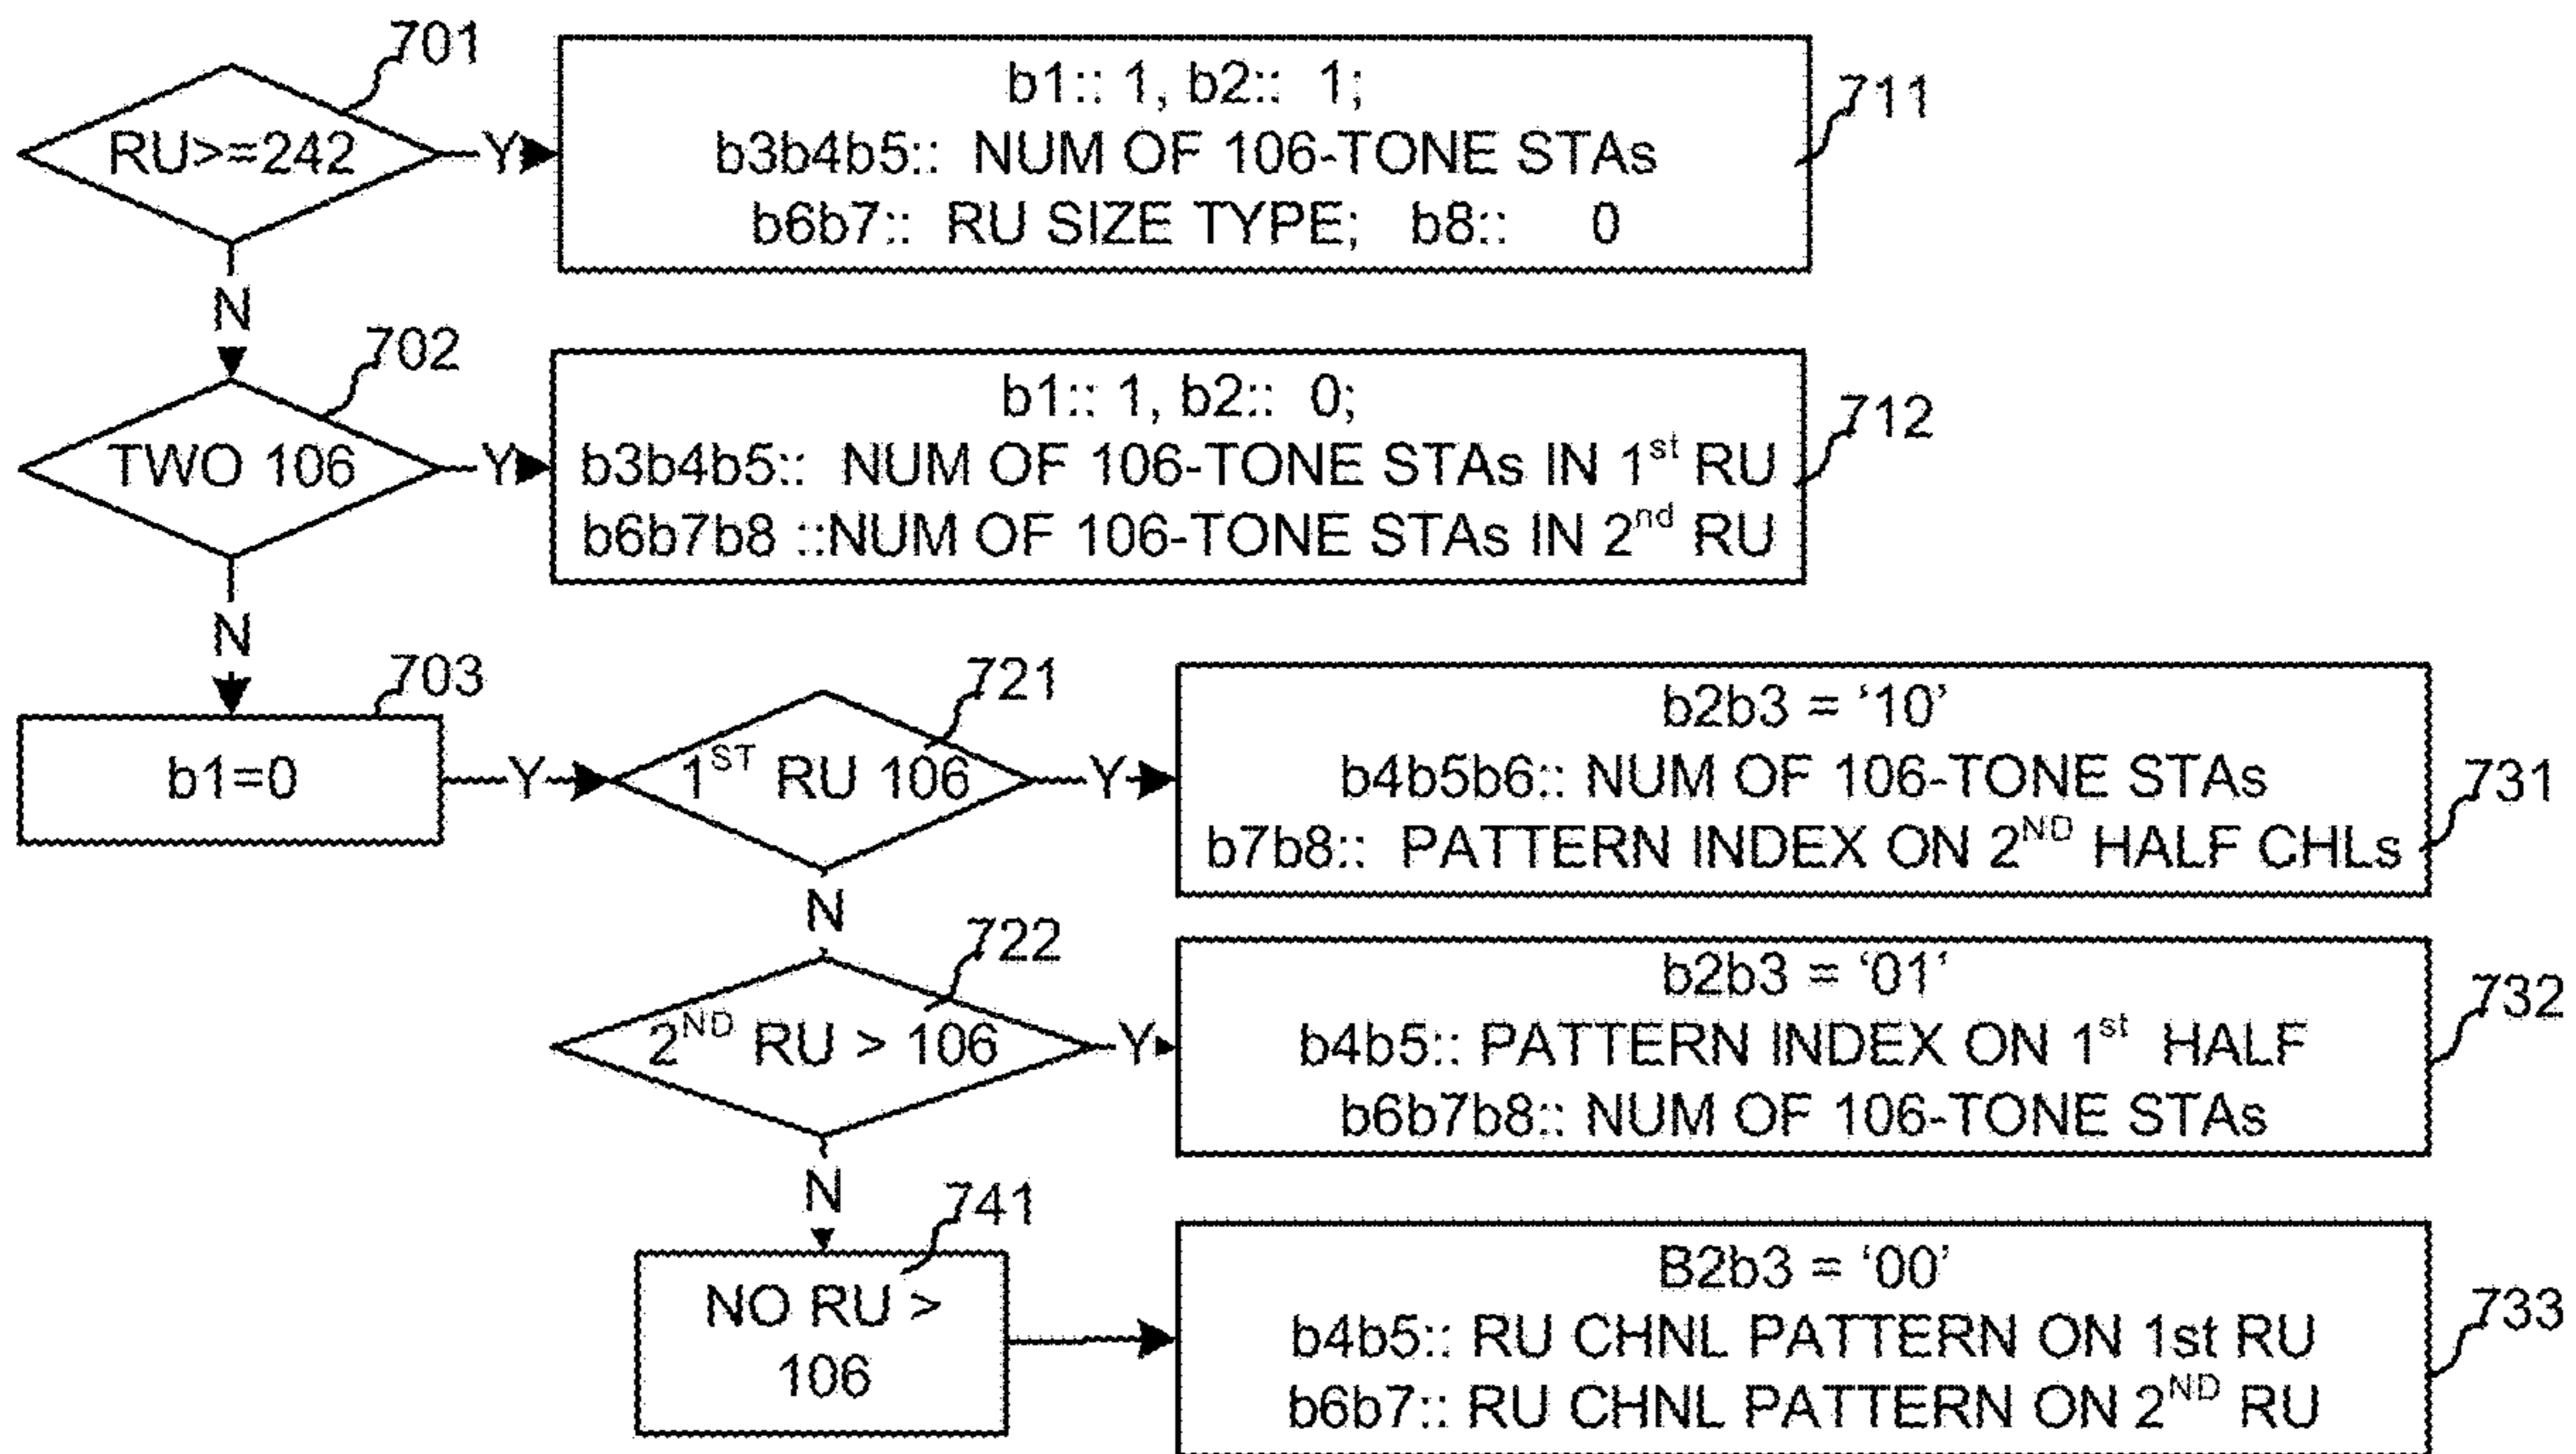 701
RU>=242
Y
b1:: 1, b2:: 1;
b3b4b5:: NUM OF 106-TONE STAs
b6b7:: RU SIZE TYPE; b8:: 0
711
N
702
TWO 106
Y
b1:: 1, b2:: 0;
b3b4b5:: NUM OF 106-TONE STAs IN 1st RU
b6b7b8 ::NUM OF 106-TONE STAs IN 2nd RU
712
N
703
b1=0
Y
721
1ST RU 106
Y
b2b3 = ‘10’
b4b5b6:: NUM OF 106-TONE STAs
b7b8:: PATTERN INDEX ON 2ND HALF CHLs
731
N
722
2ND RU > 106
Y
b2b3 = ‘01’
b4b5:: PATTERN INDEX ON 1st HALF
b6b7b8:: NUM OF 106-TONE STAs
732
N
741
NO RU >
106
B2b3 = ‘00’
b4b5:: RU CHNL PATTERN ON 1st RU
b6b7:: RU CHNL PATTERN ON 2ND RU
733